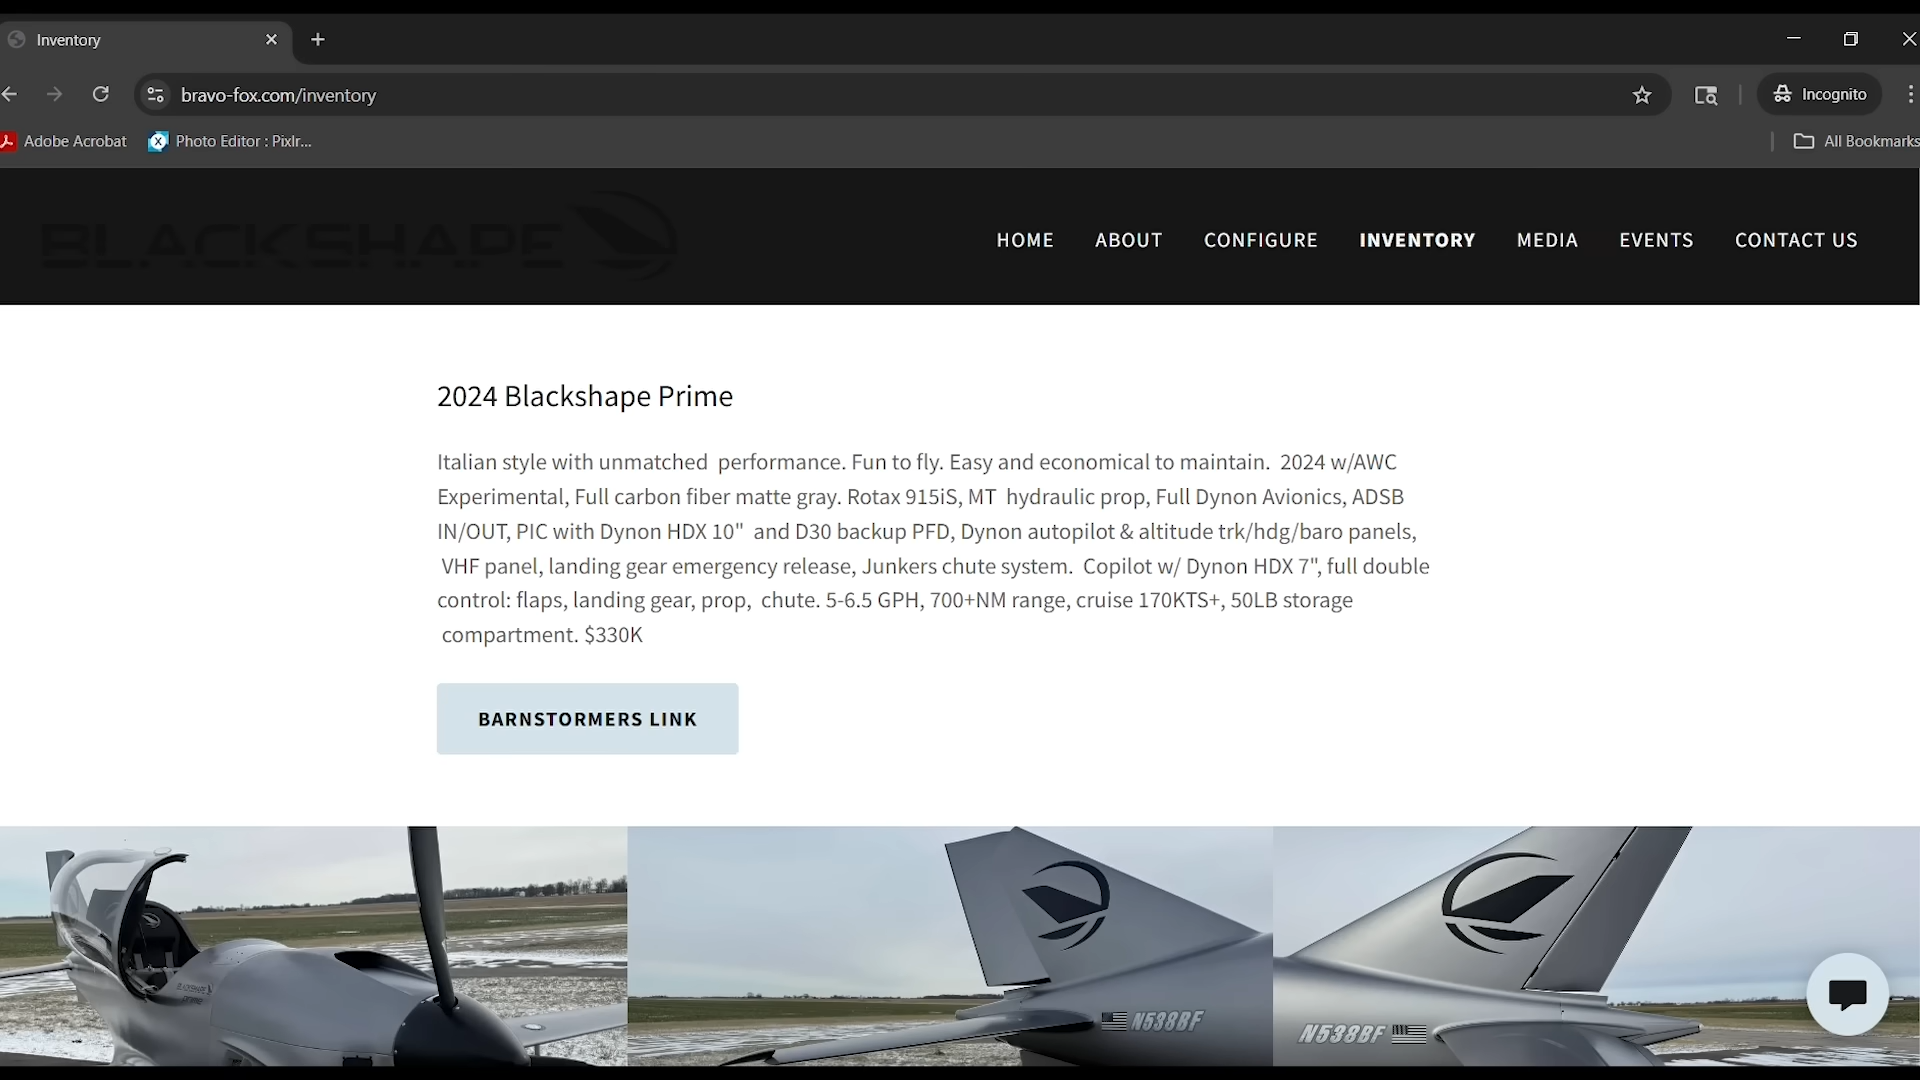 Inventory
bravo-fox.com/inventory
Incognito
Adobe Acrobat
Photo Editor : Pixlr...
All Bookmarks
BLACKSHAPE
HOME
ABOUT
CONFIGURE
INVENTORY
MEDIA
EVENTS
CONTACT US
2024 Blackshape Prime
Italian style with unmatched performance. Fun to fly. Easy and economical to maintain. 2024 w/AWC
Experimental, Full carbon fiber matte gray. Rotax 915iS, MT hydraulic prop, Full Dynon Avionics, ADSB
IN/OUT, PIC with Dynon HDX 10" and D30 backup PFD, Dynon autopilot & altitude trk/hdg/baro panels,
VHF panel, landing gear emergency release, Junkers chute system. Copilot w/ Dynon HDX 7", full double
control: flaps, landing gear, prop, chute. 5-6.5 GPH, 700+NM range, cruise 170KTS+, 50LB storage
compartment. $330K
BARNSTORMERS LINK
BLACKSHAPE
N538BF
N538BF